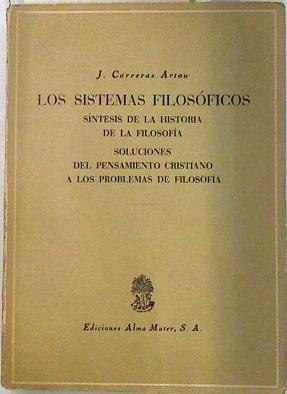 J. Carreras Artau
LOS SISTEMAS FILOSÓFICOS
SÍNTESIS DE LA HISTORIA
DE LA FILOSOFÍA
SOLUCIONES
DEL PENSAMIENTO CRISTIANO
A LOS PROBLEMAS DE FILOSOFÍA
Ediciones Alma Mater, S. A.